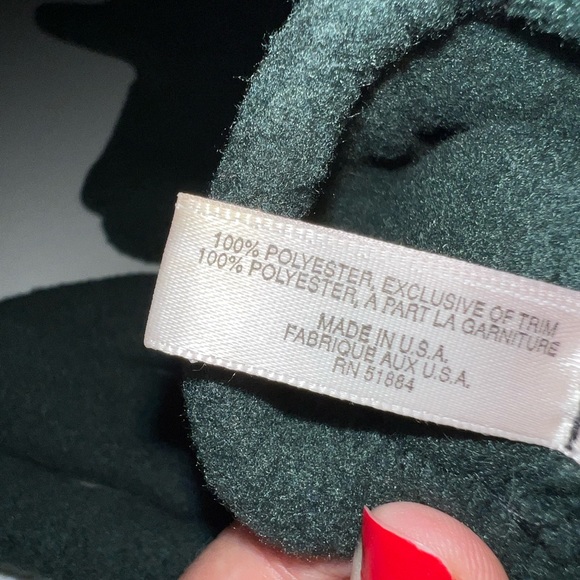 100% POLYESTER, EXCLUSIVE OF TRIM
100% POLYESTER, A PART LA GARNITURE
MADE IN U.S.A.
FABRIQUE AUX U.S.A.
RN 51884